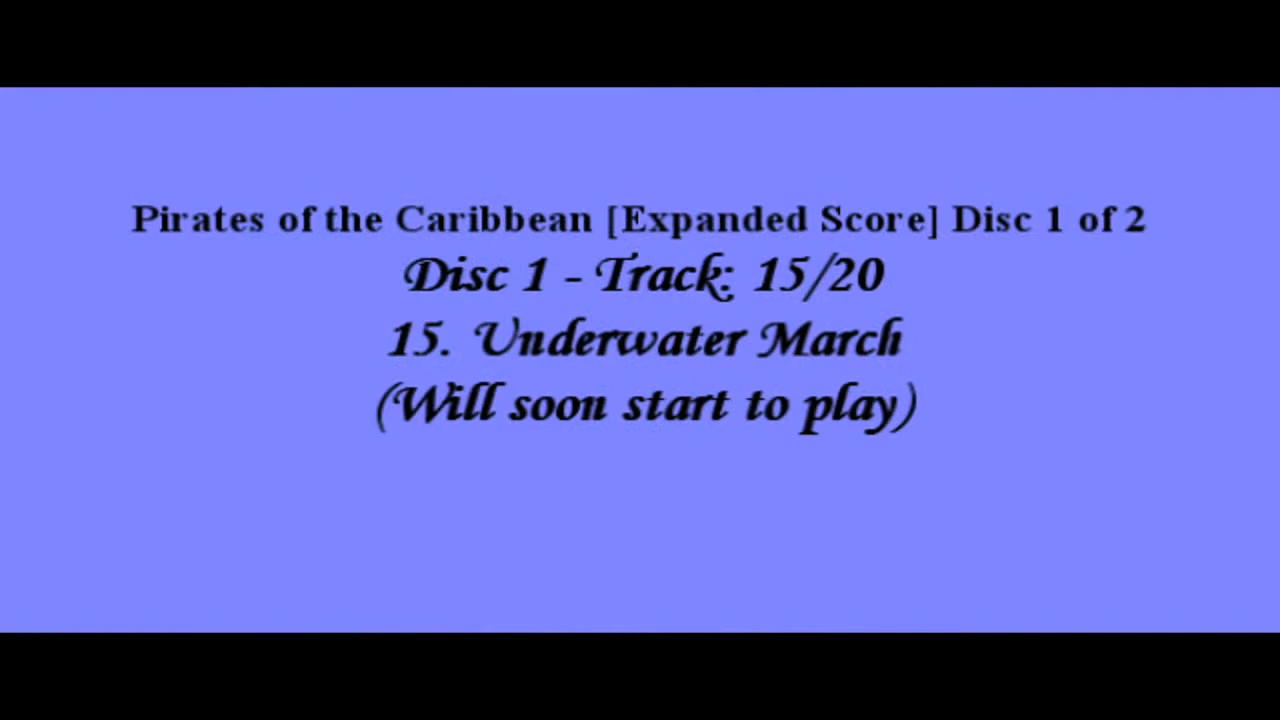 Pirates of the Caribbean [Expanded Score] Disc 1 of 2
Disc 1 - Track: 15/20
15. Underwater March
(Will soon start to play)